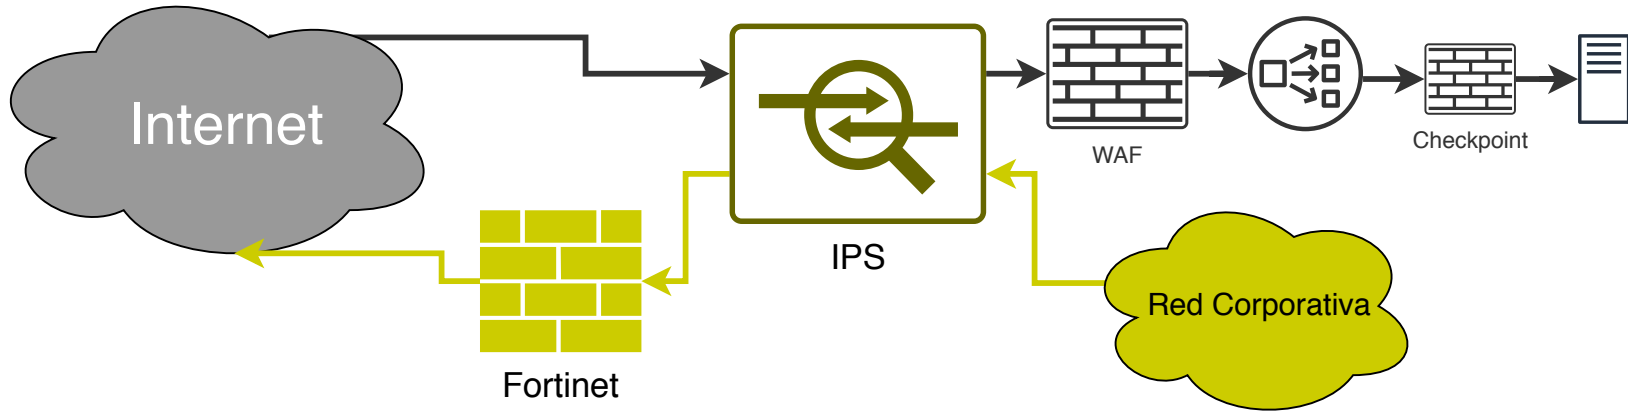 Internet
WAF
Checkpoint
IPS
Red Corporativa
Fortinet